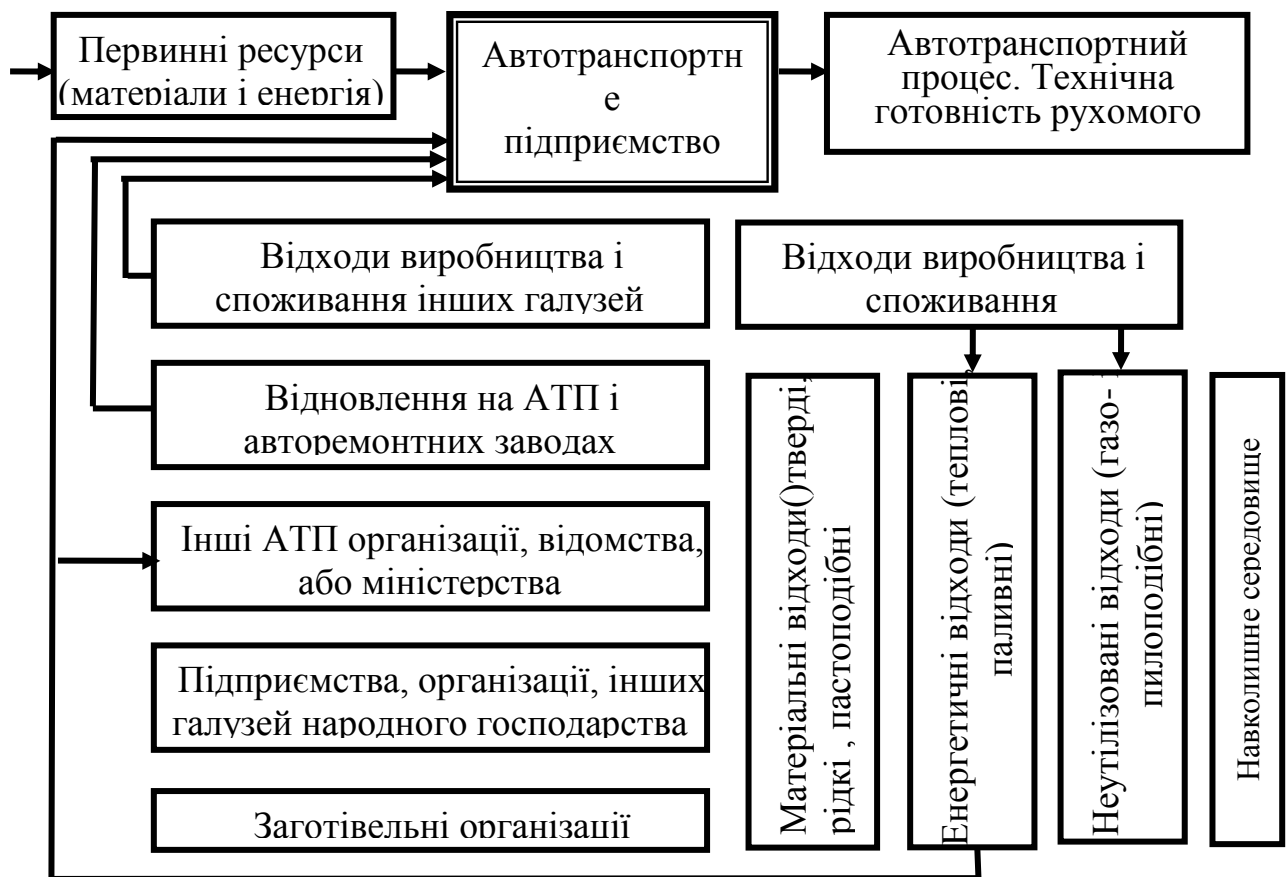 Первинні ресурси
(матеріали і енергія)
Автотранспортн
е
підприємство
Автотранспортний
процес. Технічна
готовність рухомого
Відходи виробництва і
споживання інших галузей
Відходи виробництва і
споживання
Відновлення на АТП і
авторемонтних заводах
Інші АТП організації, відомства,
або міністерства
Підприємства, організації, інших
галузей народного господарства
Заготівельні організації
Матеріальні відходи()тверді,
рідкі , пастоподібні
Енергетичні відходи (теплові,
паливні)
Неутілізовані відходи (газо-
пилоподібні)
Навколишне середовище